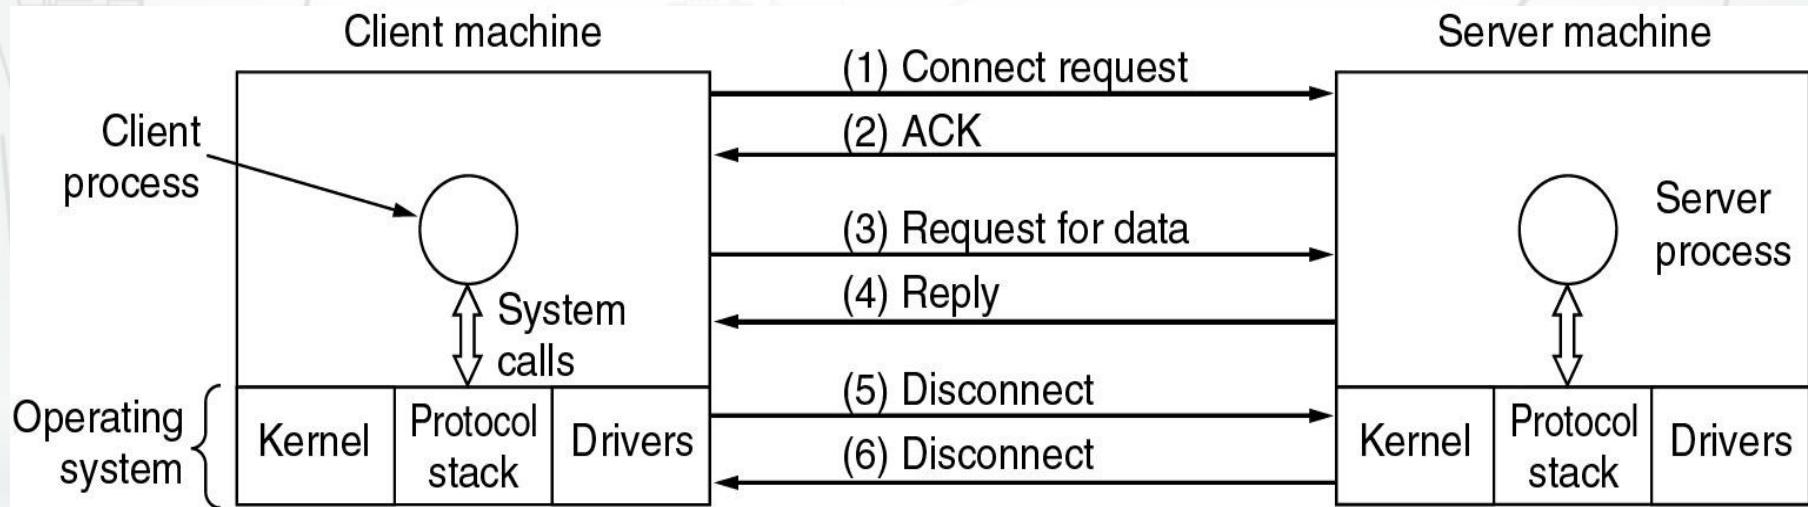 Client machine
Server machine
(1) Connect request
Client
process
(2) ACK
Server
process
(3) Request for data
(4) Reply
System
calls
(5) Disconnect
Operating
system
Kernel
Protocol
stack
Drivers
(6) Disconnect
Kernel
Protocol
stack
Drivers